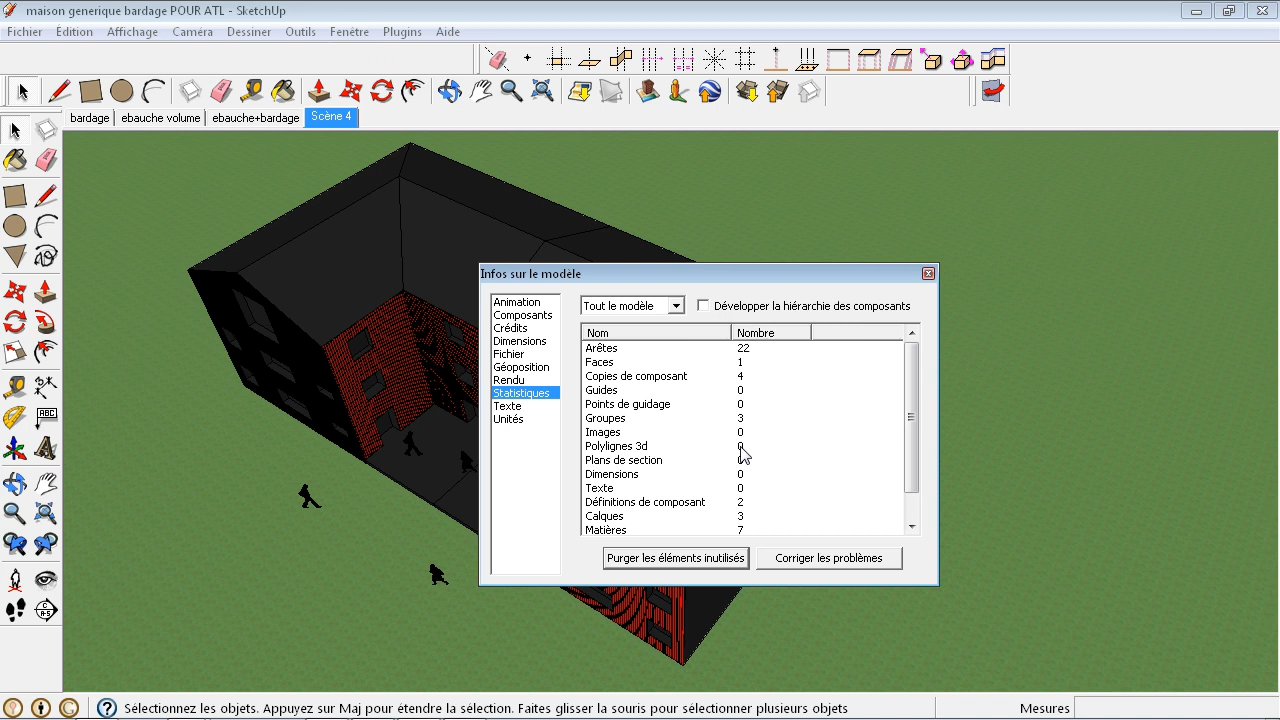 maison generique bardage POUR ATL - SketchUp
Fichier Édition Affichage Caméra Dessiner Outils Fenêtre Plugins Aide
bardage ebauche volume ebauche+bardage Scène 4
Infos sur le modèle
Animation
Composants
Crédits
Dimensions
Fichier
Géoposition
Rendu
Statistiques
Texte
Unités
Tout le modèle Développer la hiérarchie des composants
Nom Nombre
Arêtes 22
Faces 1
Copies de composant 4
Guides 0
Points de guidage 0
Groupes 3
Images 0
Polylignes 3d 0
Plans de section 0
Dimensions 0
Texte 0
Définitions de composant 2
Calques 3
Matières 7
Purger les éléments inutilisés Corriger les problèmes
ABC
Sélectionnez les objets. Appuyez sur Maj pour étendre la sélection. Faites glisser la souris pour sélectionner plusieurs objets
Mesures